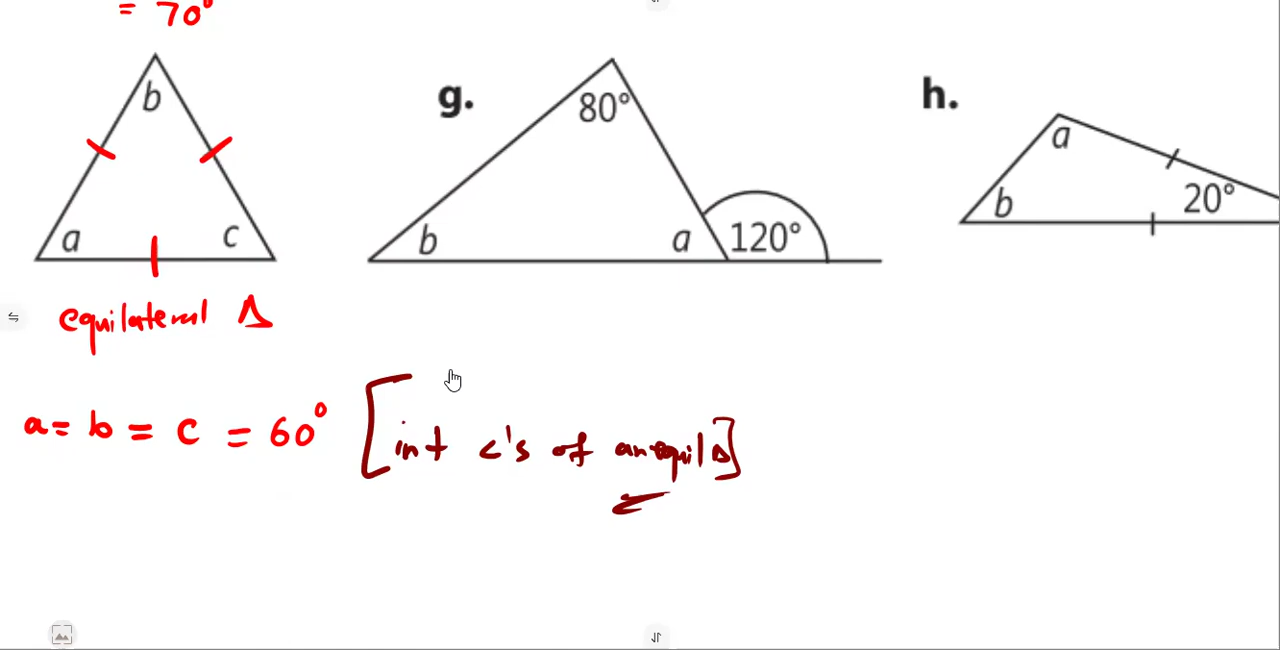 = 70°
b
a
c
g.
80°
b
a
120°
h.
a
b
20°
equilateral Δ
a = b = c = 60°
[int <'s of an equil Δ]